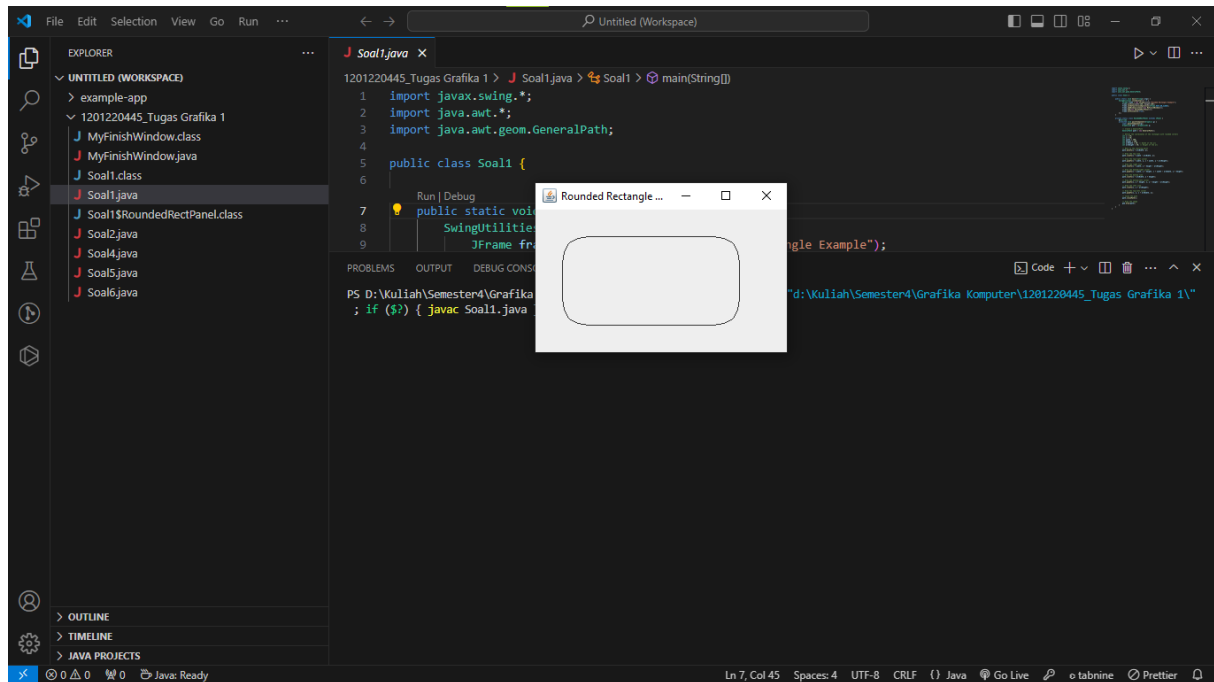 File Edit Selection View Go Run ··· Untitled (Workspace)
EXPLORER
UNTITLED (WORKSPACE)
example-app
1201220445_Tugas Grafika 1
J MyFinishWindow.class
J MyFinishWindow.java
J Soal1.class
J Soal1.java
J Soal1$RoundedRectPanel.class
J Soal2.java
J Soal4.java
J Soal5.java
J Soal6.java
OUTLINE
TIMELINE
JAVA PROJECTS
J Soal1.java
1201220445_Tugas Grafika 1 > J Soal1.java > Soal1 > main(String[])
1 import javax.swing.*;
2 import java.awt.*;
3 import java.awt.geom.GeneralPath;
4
5 public class Soal1 {
6
Run | Debug
7 public static voi
8 SwingUtilitie
9 JFrame fra ngle Example");
Rounded Rectangle ...
PROBLEMS OUTPUT DEBUG CONS Code
PS D:\Kuliah\Semester4\Grafika "d:\Kuliah\Semester4\Grafika Komputer\1201220445_Tugas Grafika 1\"
; if ($?) { javac Soal1.java
0 0 0 Java: Ready Ln 7, Col 45 Spaces: 4 UTF-8 CRLF {} Java Go Live tabnine Prettier